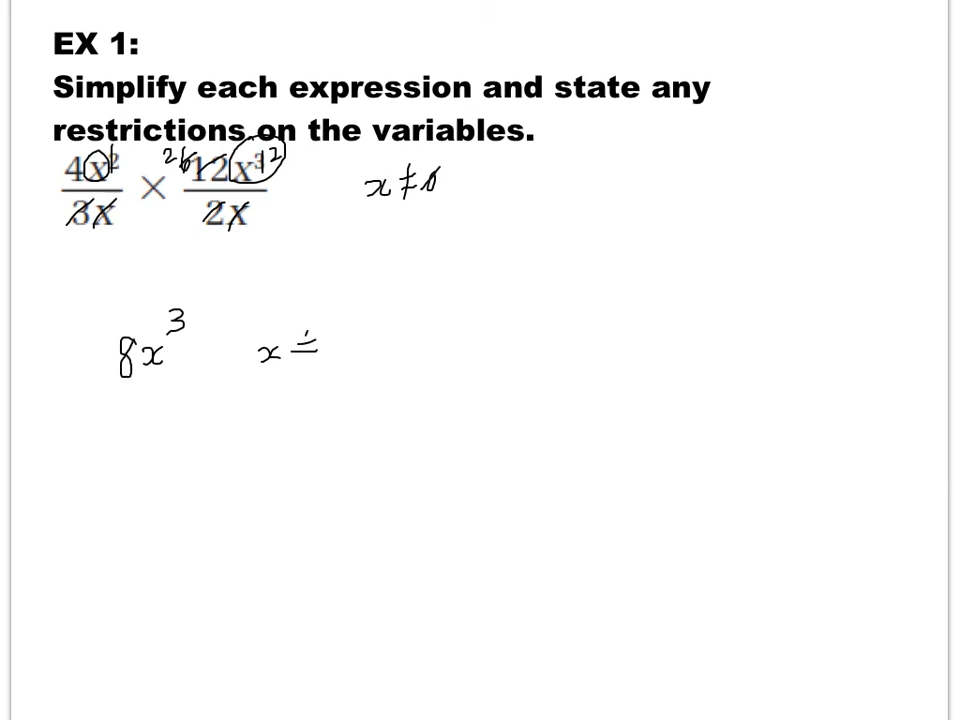 EX 1:
Simplify each expression and state any
restrictions on the variables.
4x² / 3x × 12x³ / 2x x ≠ 0
8x³ x =